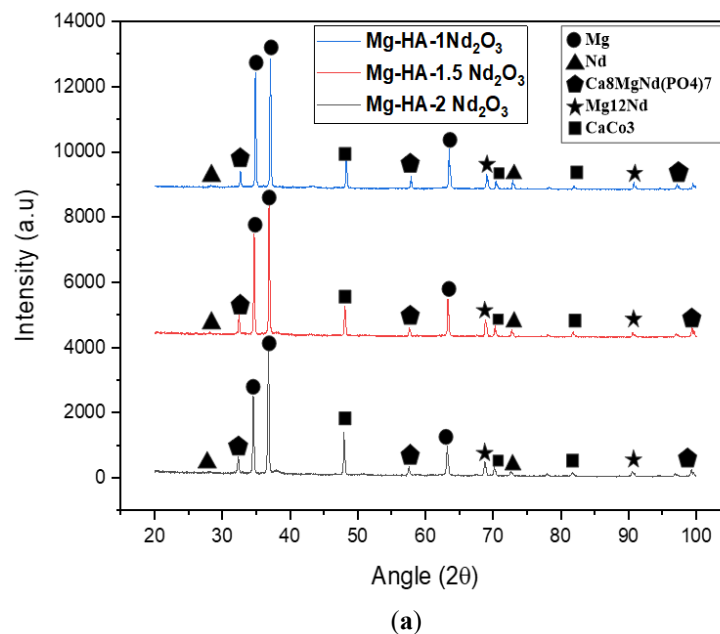 14000
12000
10000
8000
6000
4000
2000
0
Intensity (a.u)
Mg-HA-1Nd₂O₃
Mg-HA-1.5 Nd₂O₃
Mg-HA-2 Nd₂O₃
Mg
Nd
Ca8MgNd(PO4)7
Mg12Nd
CaCo3
20 30 40 50 60 70 80 90 100
Angle (2θ)
(a)